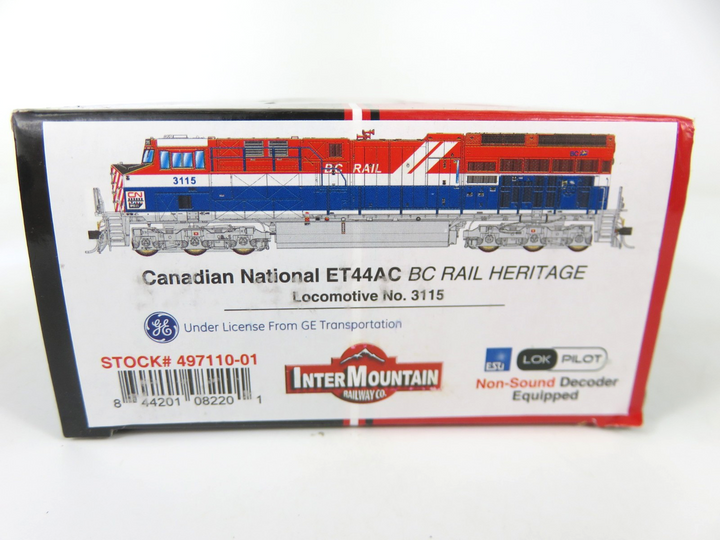 BC RAIL
3115
CN
Canadian National ET44AC BC RAIL HERITAGE
Locomotive No. 3115
GE
Under License From GE Transportation
STOCK# 497110-01
8 44201 08220 1
INTERMOUNTAIN
RAILWAY CO.
ESU
LOK PILOT
Non-Sound Decoder
Equipped